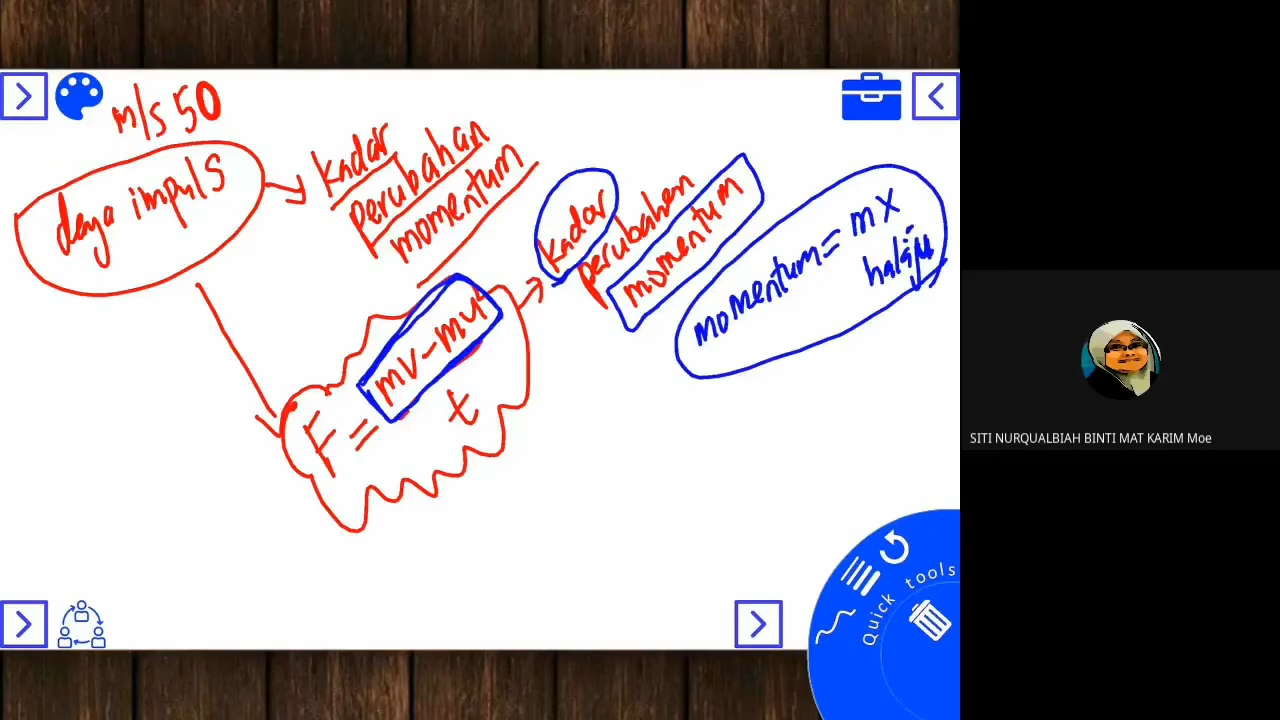 m/s 50
daya impuls
kadar
perubahan
momentum
kadar
perubahan
momentum
momentum = m x
halaju
F = mv - mu
t
SITI NURQUALBIAH BINTI MAT KARIM Moe
Quick tools